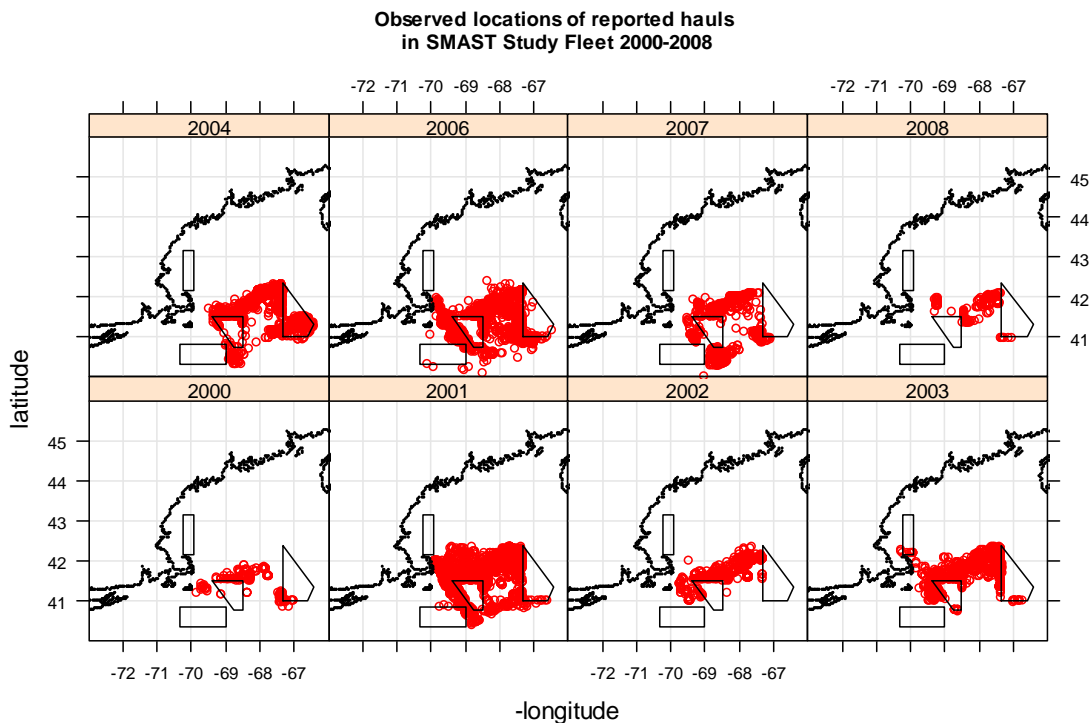 Observed locations of reported hauls
in SMAST Study Fleet 2000-2008
-72 -71 -70 -69 -68 -67
-72 -71 -70 -69 -68 -67
2004
2006
2007
2008
45
44
43
42
41
2000
2001
2002
2003
45
44
43
42
41
-72 -71 -70 -69 -68 -67
-72 -71 -70 -69 -68 -67
latitude
-longitude